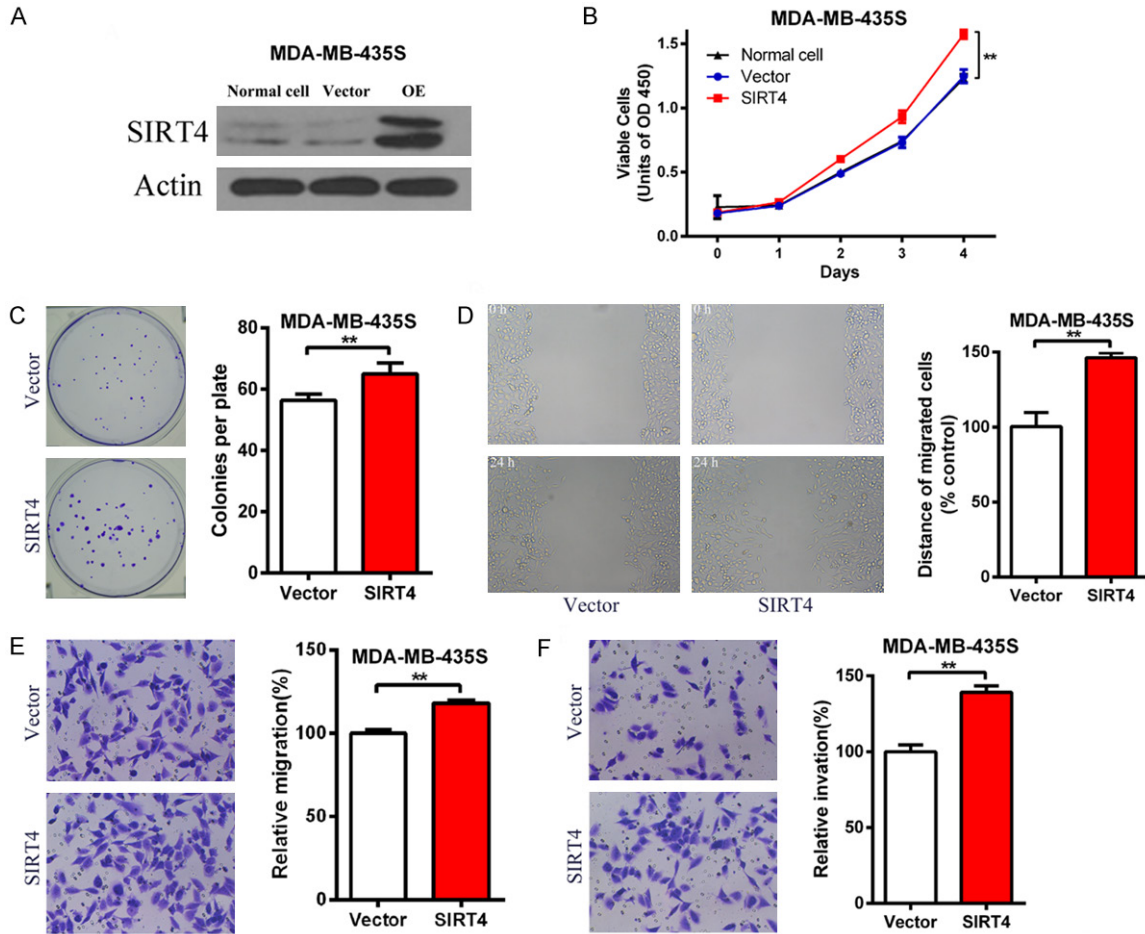 A
MDA-MB-435S
Normal cell Vector OE
SIRT4
Actin
B
MDA-MB-435S
Normal cell
Vector
SIRT4
**
Viable Cells
(Units of OD 450)
1.5
1.0
0.5
0.0
0 1 2 3 4
Days
C
Vector
SIRT4
MDA-MB-435S
**
Colonies per plate
80
60
40
20
0
Vector SIRT4
D
0 h
0 h
24 h
24 h
Vector SIRT4
MDA-MB-435S
**
Distance of migrated cells
(% control)
150
100
50
0
Vector SIRT4
E
Vector
SIRT4
MDA-MB-435S
**
Relative migration(%)
150
100
50
0
Vector SIRT4
F
Vector
SIRT4
MDA-MB-435S
**
Relative invation(%)
150
100
50
0
Vector SIRT4